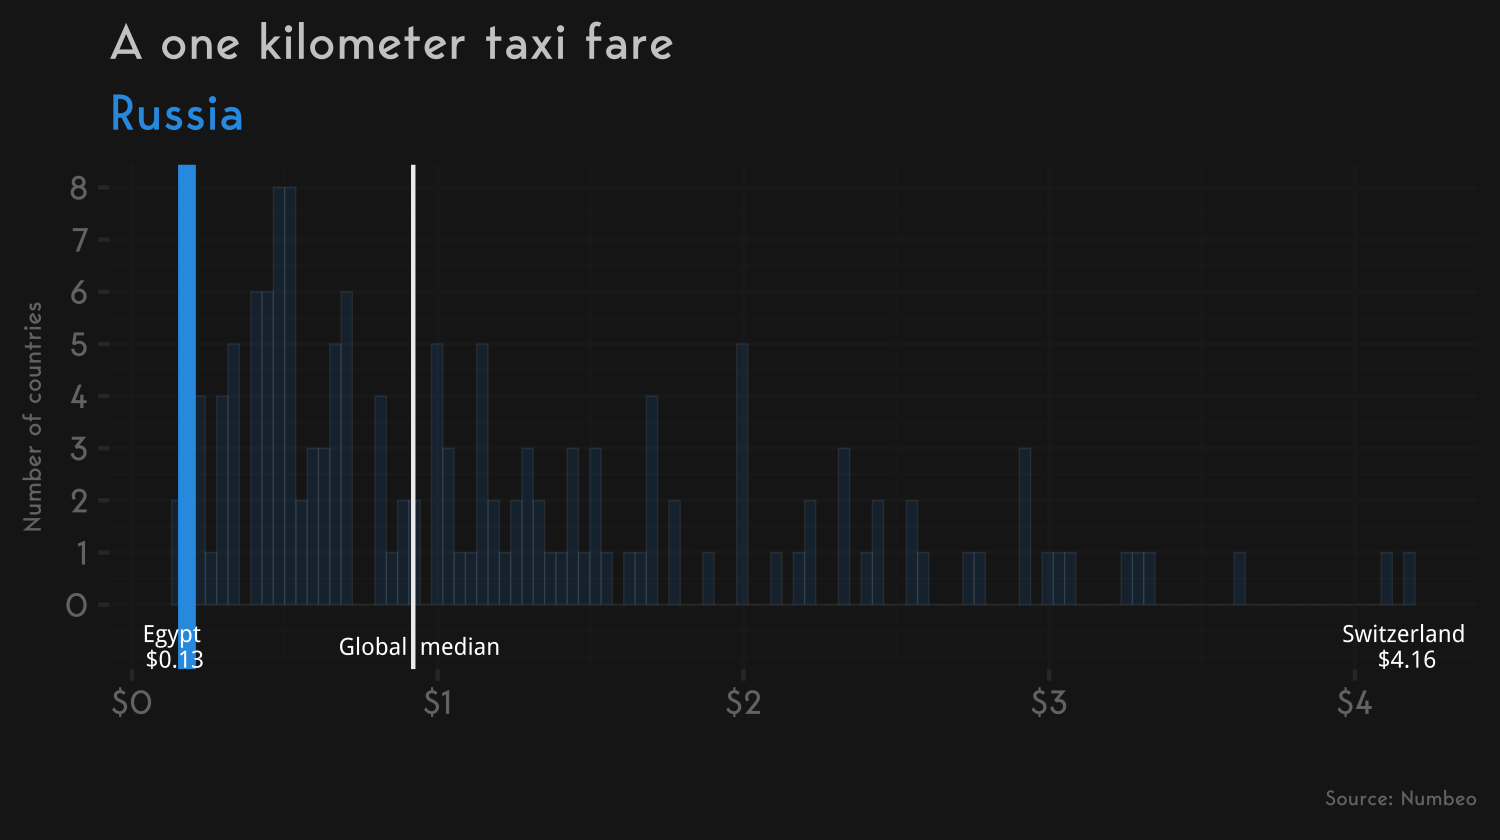 A one kilometer taxi fare
Russia
Number of countries
8
7
6
5
4
3
2
1
0
Egypt
$0.13
Global median
Switzerland
$4.16
$0 $1 $2 $3 $4
Source: Numbeo